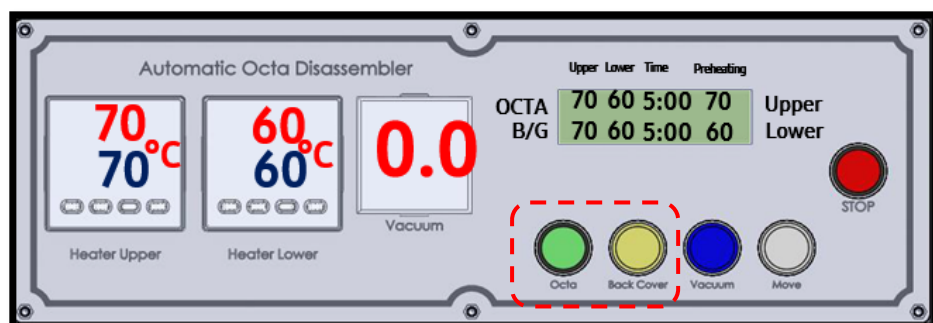 Automatic Octa Disassembler
Upper Lower Time Preheating
OCTA 70 60 5:00 70 Upper
B/G 70 60 5:00 60 Lower
70
70 °C
60
60 °C
0.0
Vacuum
Heater Upper
Heater Lower
STOP
Octa
Back Cover
Vacuum
Move